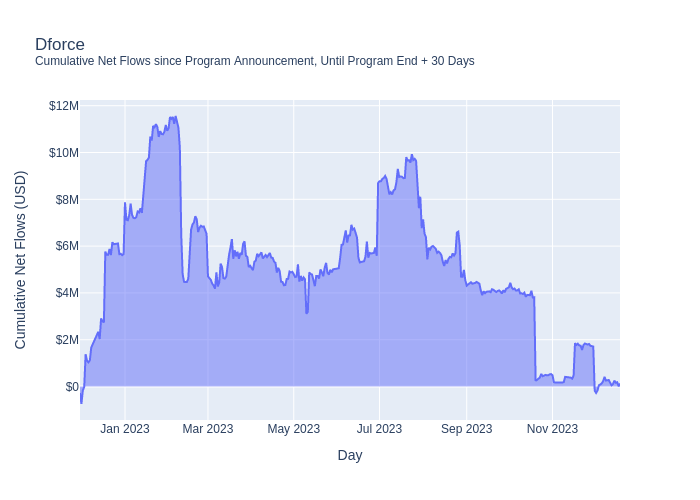 Dforce
Cumulative Net Flows since Program Announcement, Until Program End + 30 Days
Cumulative Net Flows (USD)
$12M
$10M
$8M
$6M
$4M
$2M
$0
Jan 2023 Mar 2023 May 2023 Jul 2023 Sep 2023 Nov 2023
Day